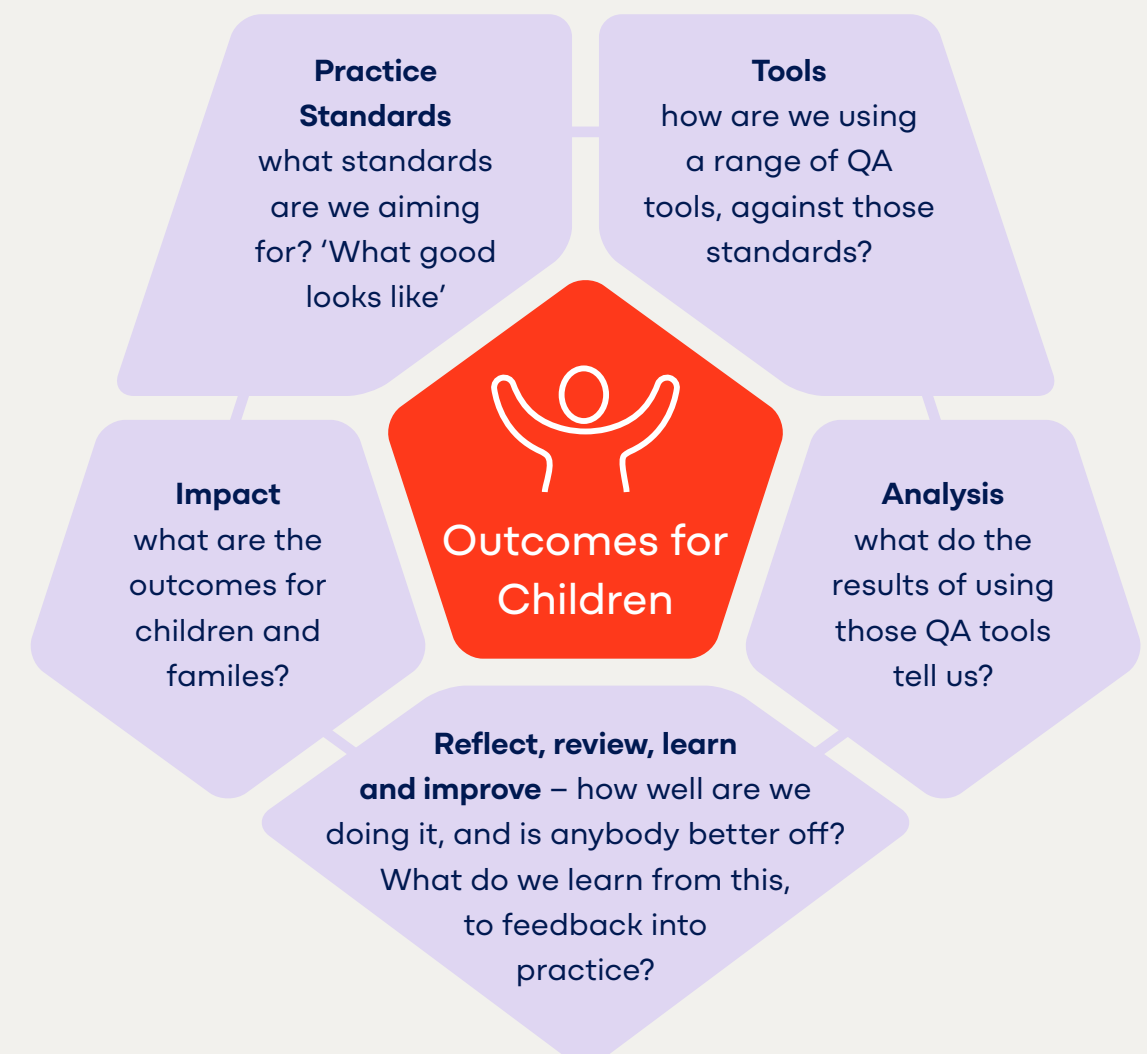 Practice
Standards
what standards
are we aiming
for? ‘What good
looks like’
Tools
how are we using
a range of QA
tools, against those
standards?
Outcomes for
Children
Impact
what are the
outcomes for
children and
familes?
Analysis
what do the
results of using
those QA tools
tell us?
Reflect, review, learn
and improve – how well are we
doing it, and is anybody better off?
What do we learn from this,
to feedback into
practice?